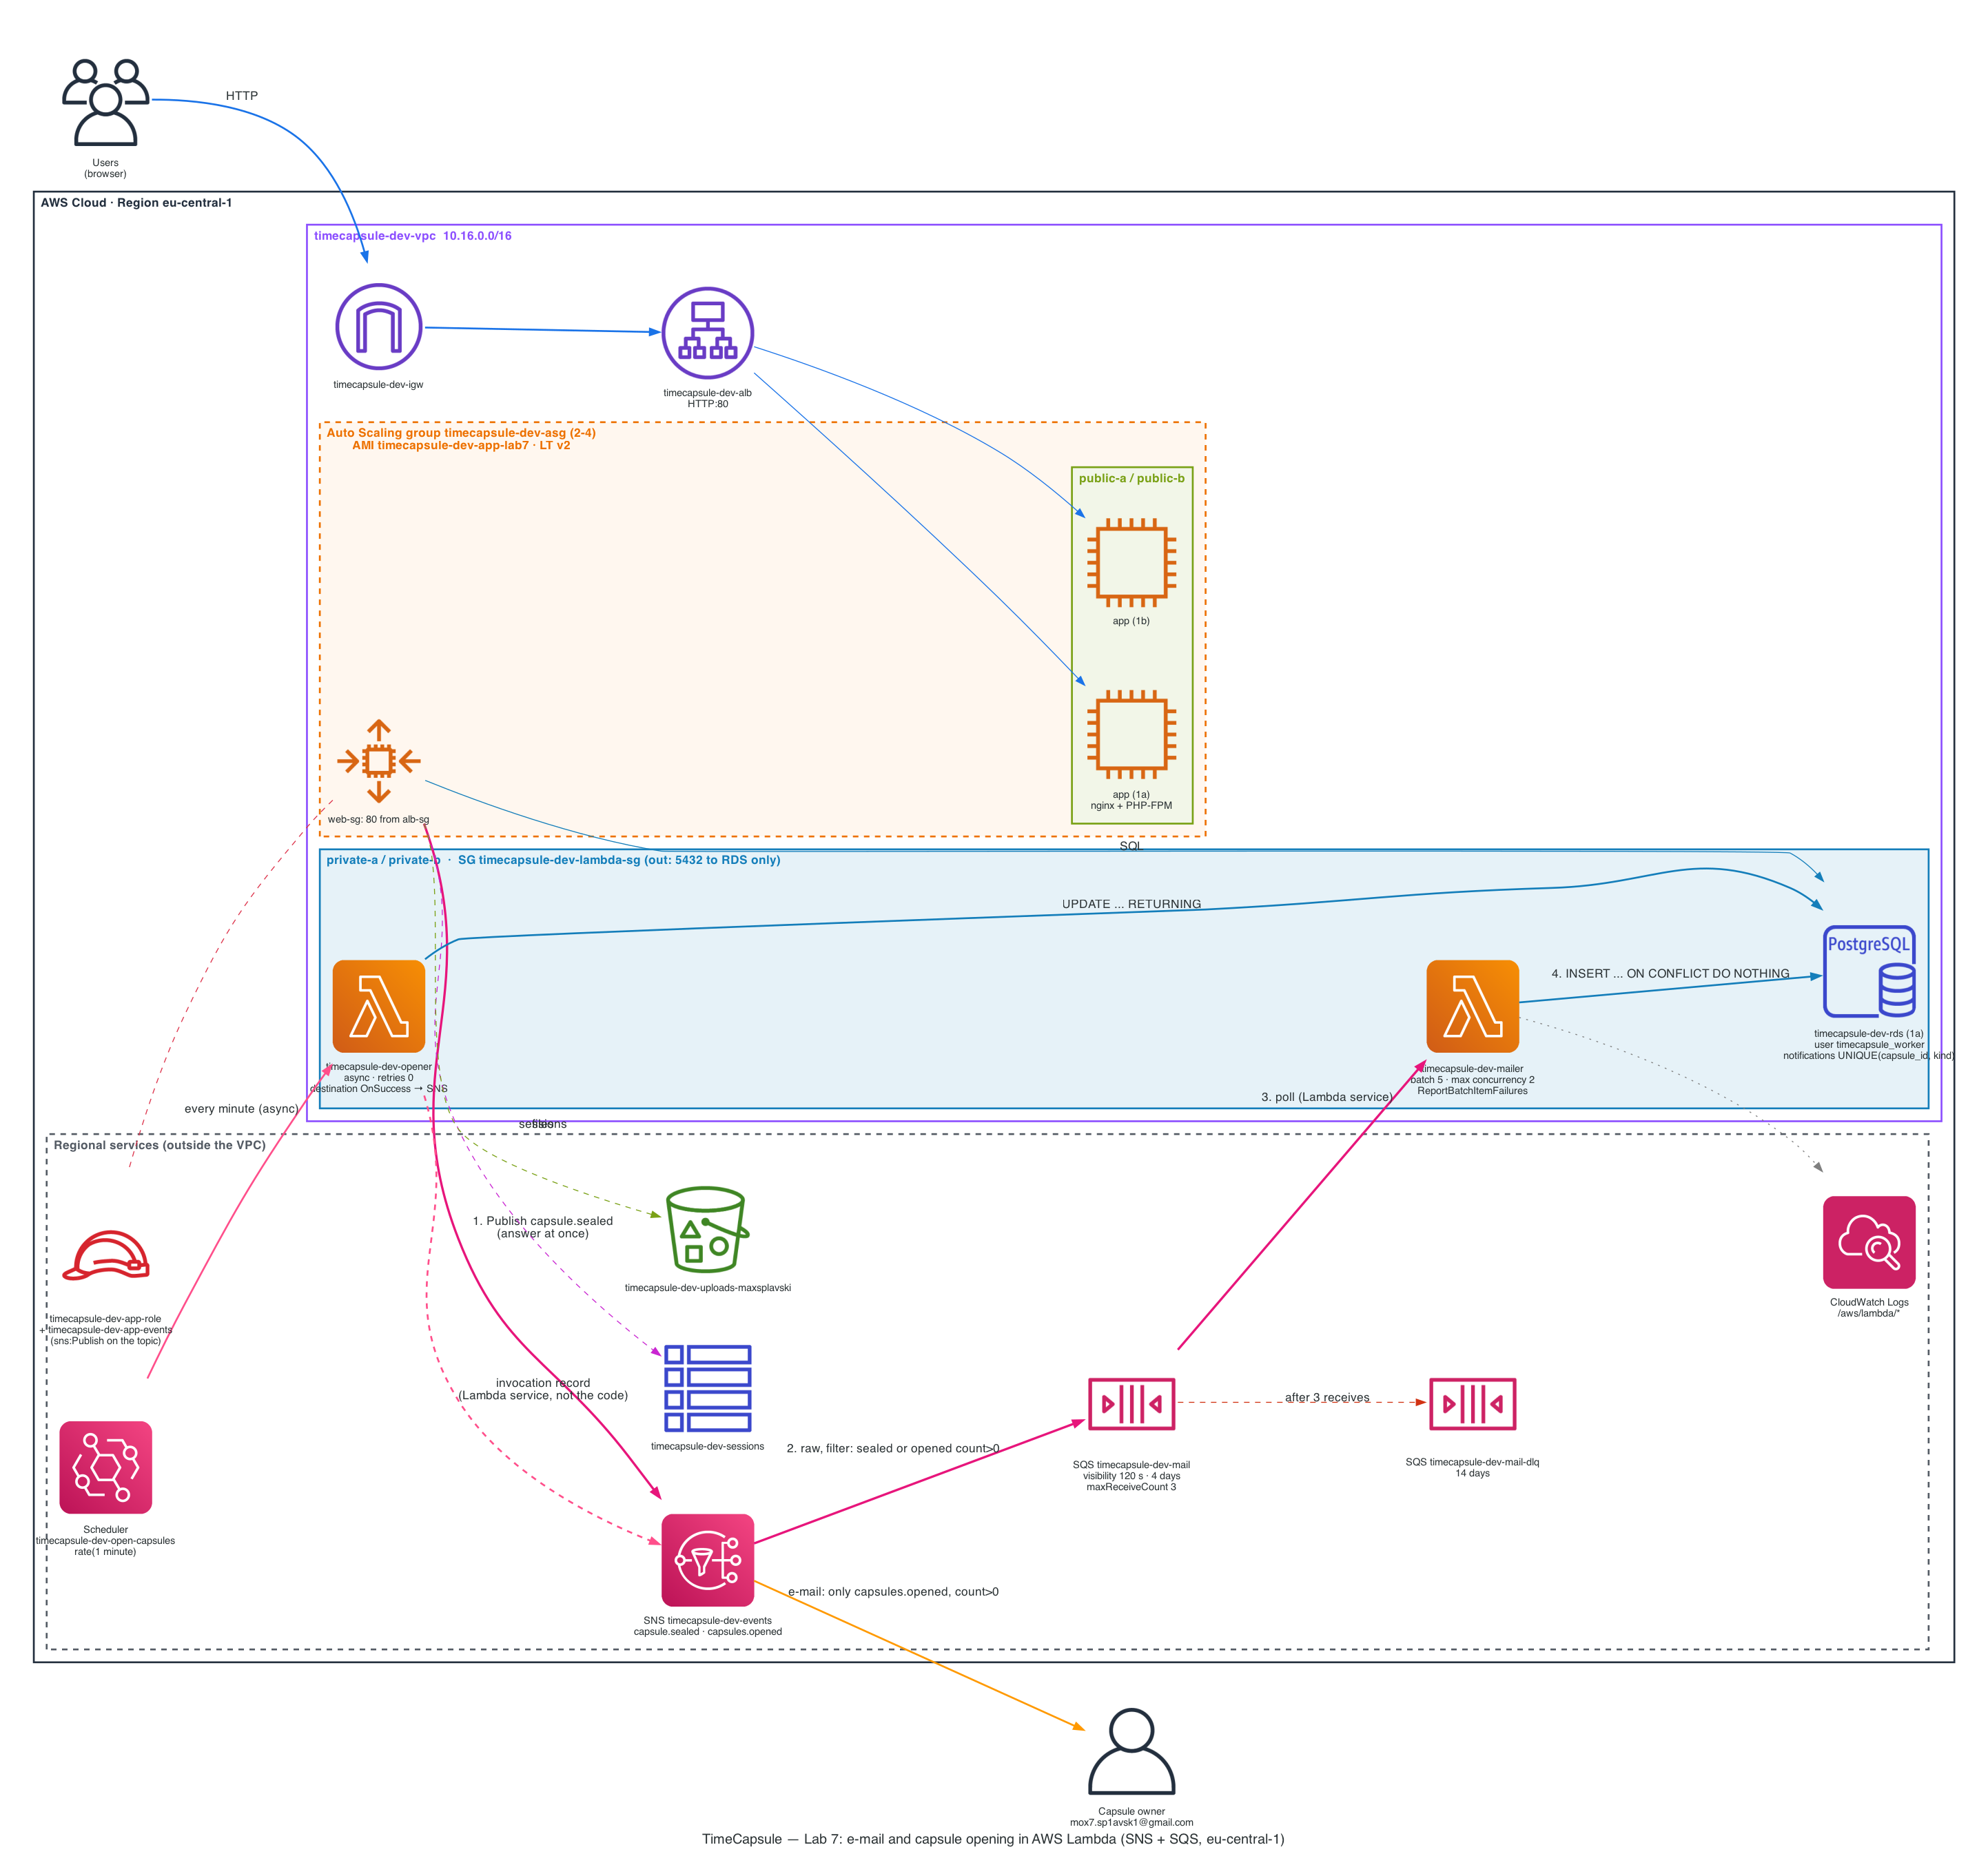 HTTP
Users
(browser)
AWS Cloud · Region eu-central-1
timecapsule-dev-vpc 10.16.0.0/16
timecapsule-dev-igw
timecapsule-dev-alb
HTTP:80
Auto Scaling group timecapsule-dev-asg (2-4)
AMI timecapsule-dev-app-lab7 · LT v2
public-a / public-b
app (1b)
app (1a)
nginx + PHP-FPM
web-sg: 80 from alb-sg
SQL
private-a / private-b · SG timecapsule-dev-lambda-sg (out: 5432 to RDS only)
UPDATE ... RETURNING
PostgreSQL
4. INSERT ... ON CONFLICT DO NOTHING
timecapsule-dev-rds (1a)
user timecapsule_worker
notifications UNIQUE(capsule_id, kind)
timecapsule-dev-opener
async · retries 0
destination OnSuccess → SNS
timecapsule-dev-mailer
batch 5 · max concurrency 2
ReportBatchItemFailures
3. poll (Lambda service)
every minute (async)
sessions
files
Regional services (outside the VPC)
1. Publish capsule.sealed
(answer at once)
timecapsule-dev-uploads-maxsplavski
CloudWatch Logs
/aws/lambda/*
timecapsule-dev-app-role
+ timecapsule-dev-app-events
(sns:Publish on the topic)
invocation record
(Lambda service, not the code)
after 3 receives
timecapsule-dev-sessions
2. raw, filter: sealed or opened count>0
SQS timecapsule-dev-mail
visibility 120 s · 4 days
maxReceiveCount 3
SQS timecapsule-dev-mail-dlq
14 days
Scheduler
timecapsule-dev-open-capsules
rate(1 minute)
e-mail: only capsules.opened, count>0
SNS timecapsule-dev-events
capsule.sealed · capsules.opened
Capsule owner
mox7.sp1avsk1@gmail.com
TimeCapsule — Lab 7: e-mail and capsule opening in AWS Lambda (SNS + SQS, eu-central-1)